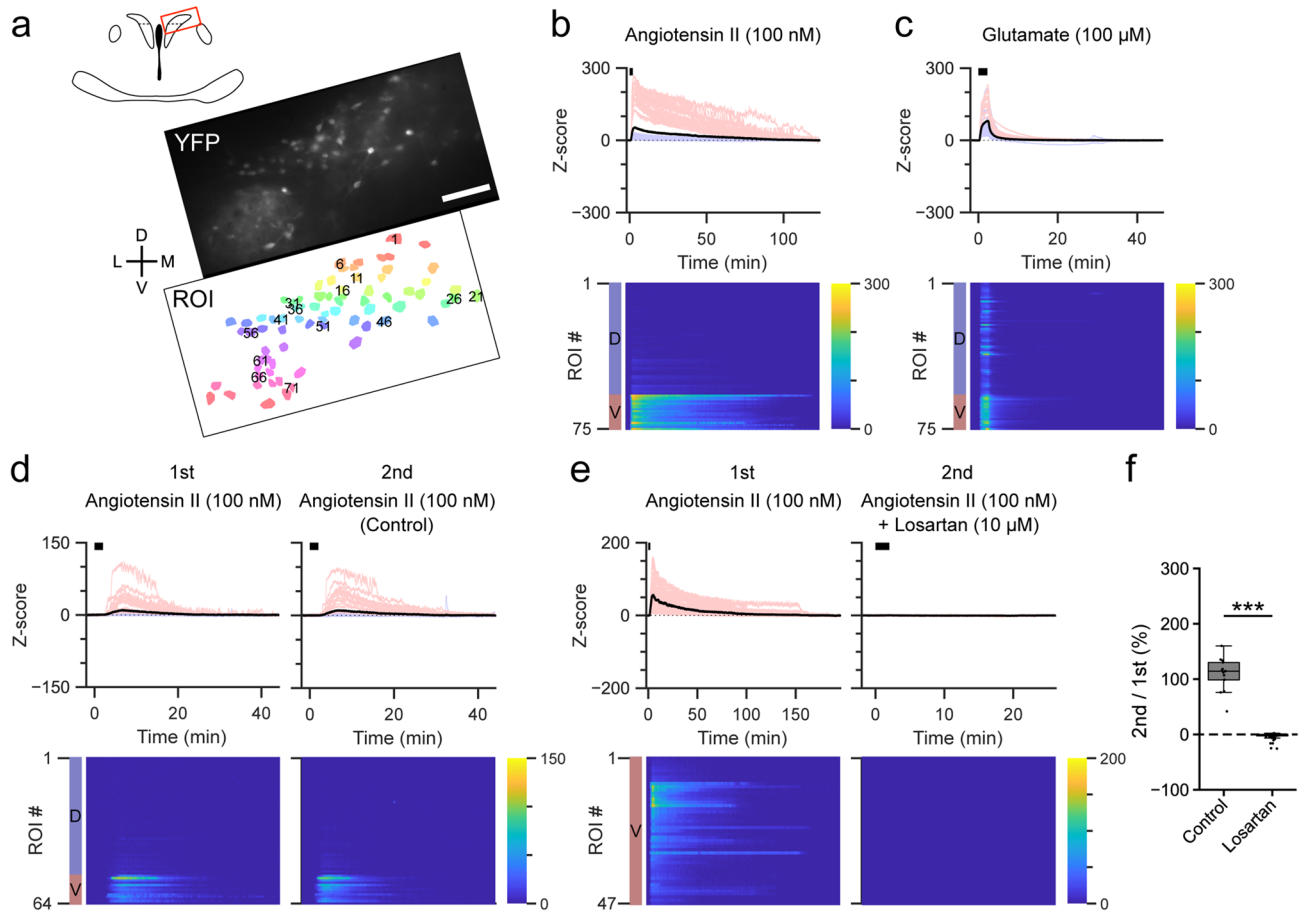 a
YFP
D
L M
V
ROI
1
6
11
16
31
36
26
21
41
51
46
56
61
66
71
b
Angiotensin II (100 nM)
300
0
−300
Z-score
0 50 100
Time (min)
1
75
ROI #
D
V
300
0
c
Glutamate (100 µM)
300
0
−300
Z-score
0 20 40
Time (min)
1
75
ROI #
D
V
300
0
d
1st
Angiotensin II (100 nM)
2nd
Angiotensin II (100 nM)
(Control)
150
0
−150
Z-score
0 20 40
Time (min)
0 20 40
Time (min)
1
64
ROI #
D
V
150
0
e
1st
Angiotensin II (100 nM)
2nd
Angiotensin II (100 nM)
+ Losartan (10 µM)
200
0
−200
Z-score
0 50 100 150
Time (min)
0 10 20
Time (min)
1
47
ROI #
V
200
0
f
300
200
100
0
−100
2nd / 1st (%)
***
Control
Losartan